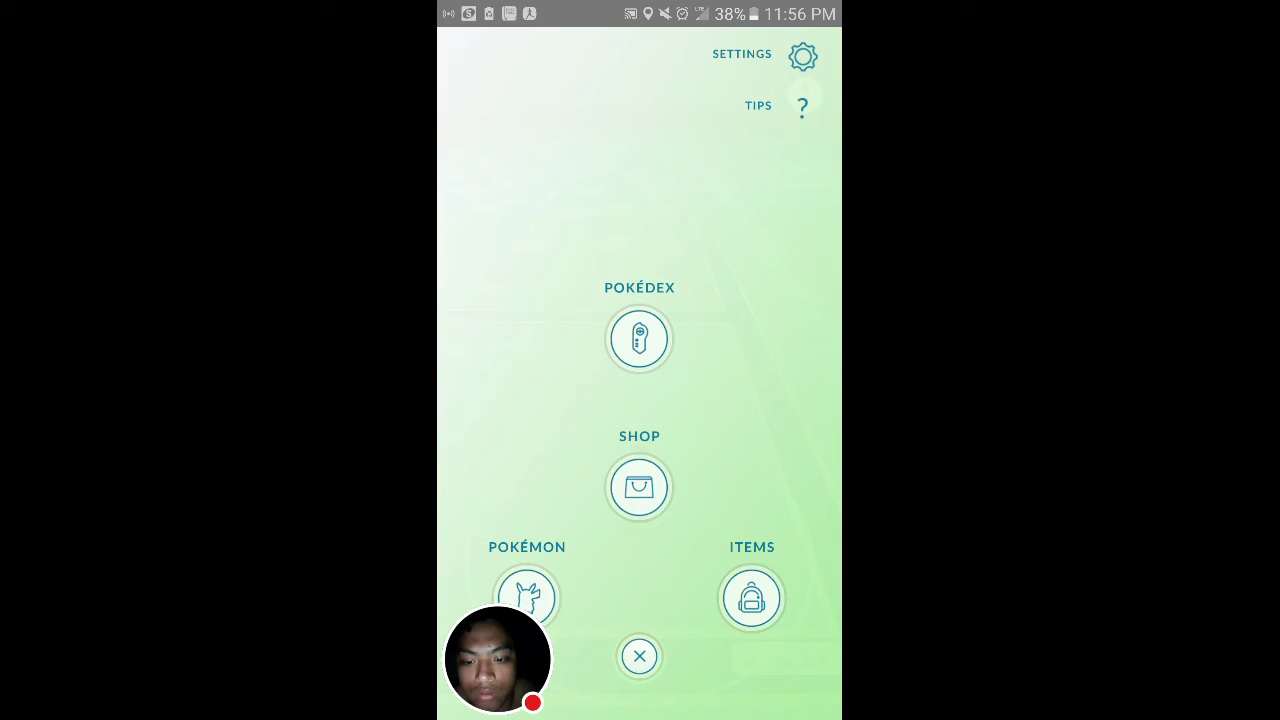 38% 11:56 PM
SETTINGS
TIPS ?
POKÉDEX
SHOP
POKÉMON
ITEMS